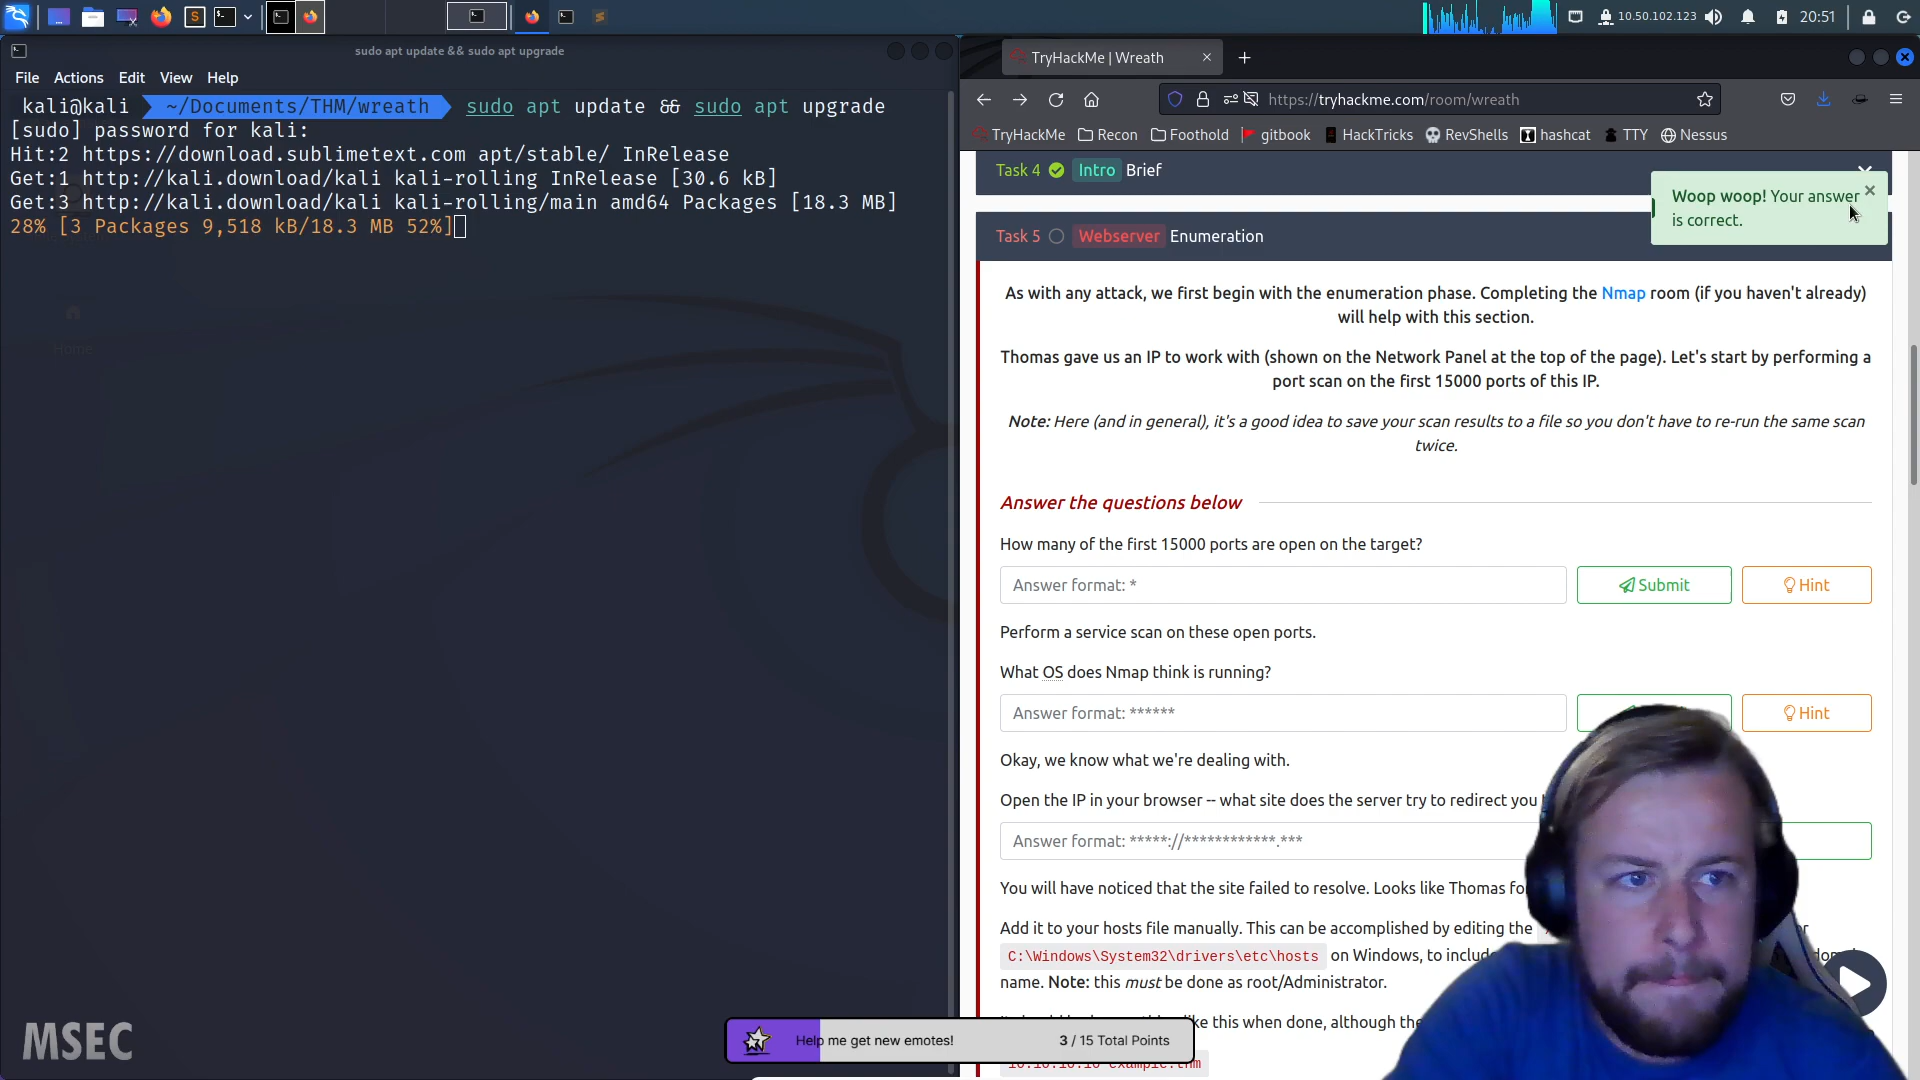 10.50.102.123
20:51
sudo apt update && sudo apt upgrade
File Actions Edit View Help
kali@kali ~/Documents/THM/wreath sudo apt update && sudo apt upgrade
[sudo] password for kali:
Hit:2 https://download.sublimetext.com apt/stable/ InRelease
Get:1 http://kali.download/kali kali-rolling InRelease [30.6 kB]
Get:3 http://kali.download/kali kali-rolling/main amd64 Packages [18.3 MB]
28% [3 Packages 9,518 kB/18.3 MB 52%]
Home
MSEC
TryHackMe | Wreath
https://tryhackme.com/room/wreath
TryHackMe Recon Foothold gitbook HackTricks RevShells hashcat TTY Nessus
Task 4 Intro Brief
Woop woop! Your answer
is correct.
Task 5 Webserver Enumeration
As with any attack, we first begin with the enumeration phase. Completing the Nmap room (if you haven't already)
will help with this section.
Thomas gave us an IP to work with (shown on the Network Panel at the top of the page). Let's start by performing a
port scan on the first 15000 ports of this IP.
Note: Here (and in general), it's a good idea to save your scan results to a file so you don't have to re-run the same scan
twice.
Answer the questions below
How many of the first 15000 ports are open on the target?
Answer format: *
Submit
Hint
Perform a service scan on these open ports.
What OS does Nmap think is running?
Answer format: ******
Hint
Okay, we know what we're dealing with.
Open the IP in your browser -- what site does the server try to redirect you
Answer format: *****://************.***
You will have noticed that the site failed to resolve. Looks like Thomas
Add it to your hosts file manually. This can be accomplished by editing the
C:\Windows\System32\drivers\etc\hosts on Windows, to include
name. Note: this must be done as root/Administrator.
like this when done, although the
10.10.10.10 example.thm
Help me get new emotes! 3 / 15 Total Points